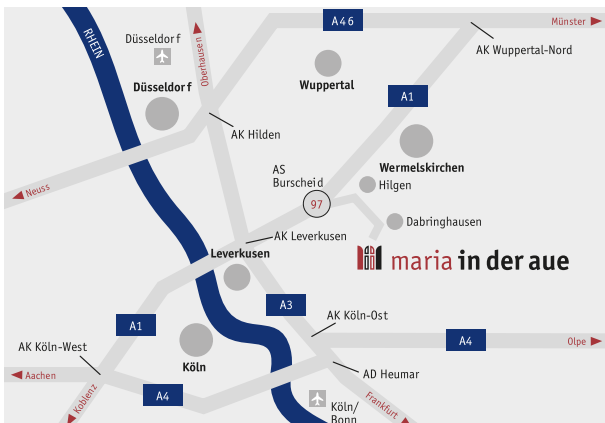 A46
Münster
RHEIN
Düsseldorf
Oberhausen
AK Wuppertal-Nord
Düsseldorf
Wuppertal
A1
AK Hilden
AS
Burscheid
Wermelskirchen
Hilgen
Neuss
97
Dabringhausen
AK Leverkusen
Leverkusen
maria in der aue
A3
A1
AK Köln-Ost
AK Köln-West
Köln
A4
Olpe
Aachen
AD Heumar
Koblenz
A4
Frankfurt
Köln/
Bonn